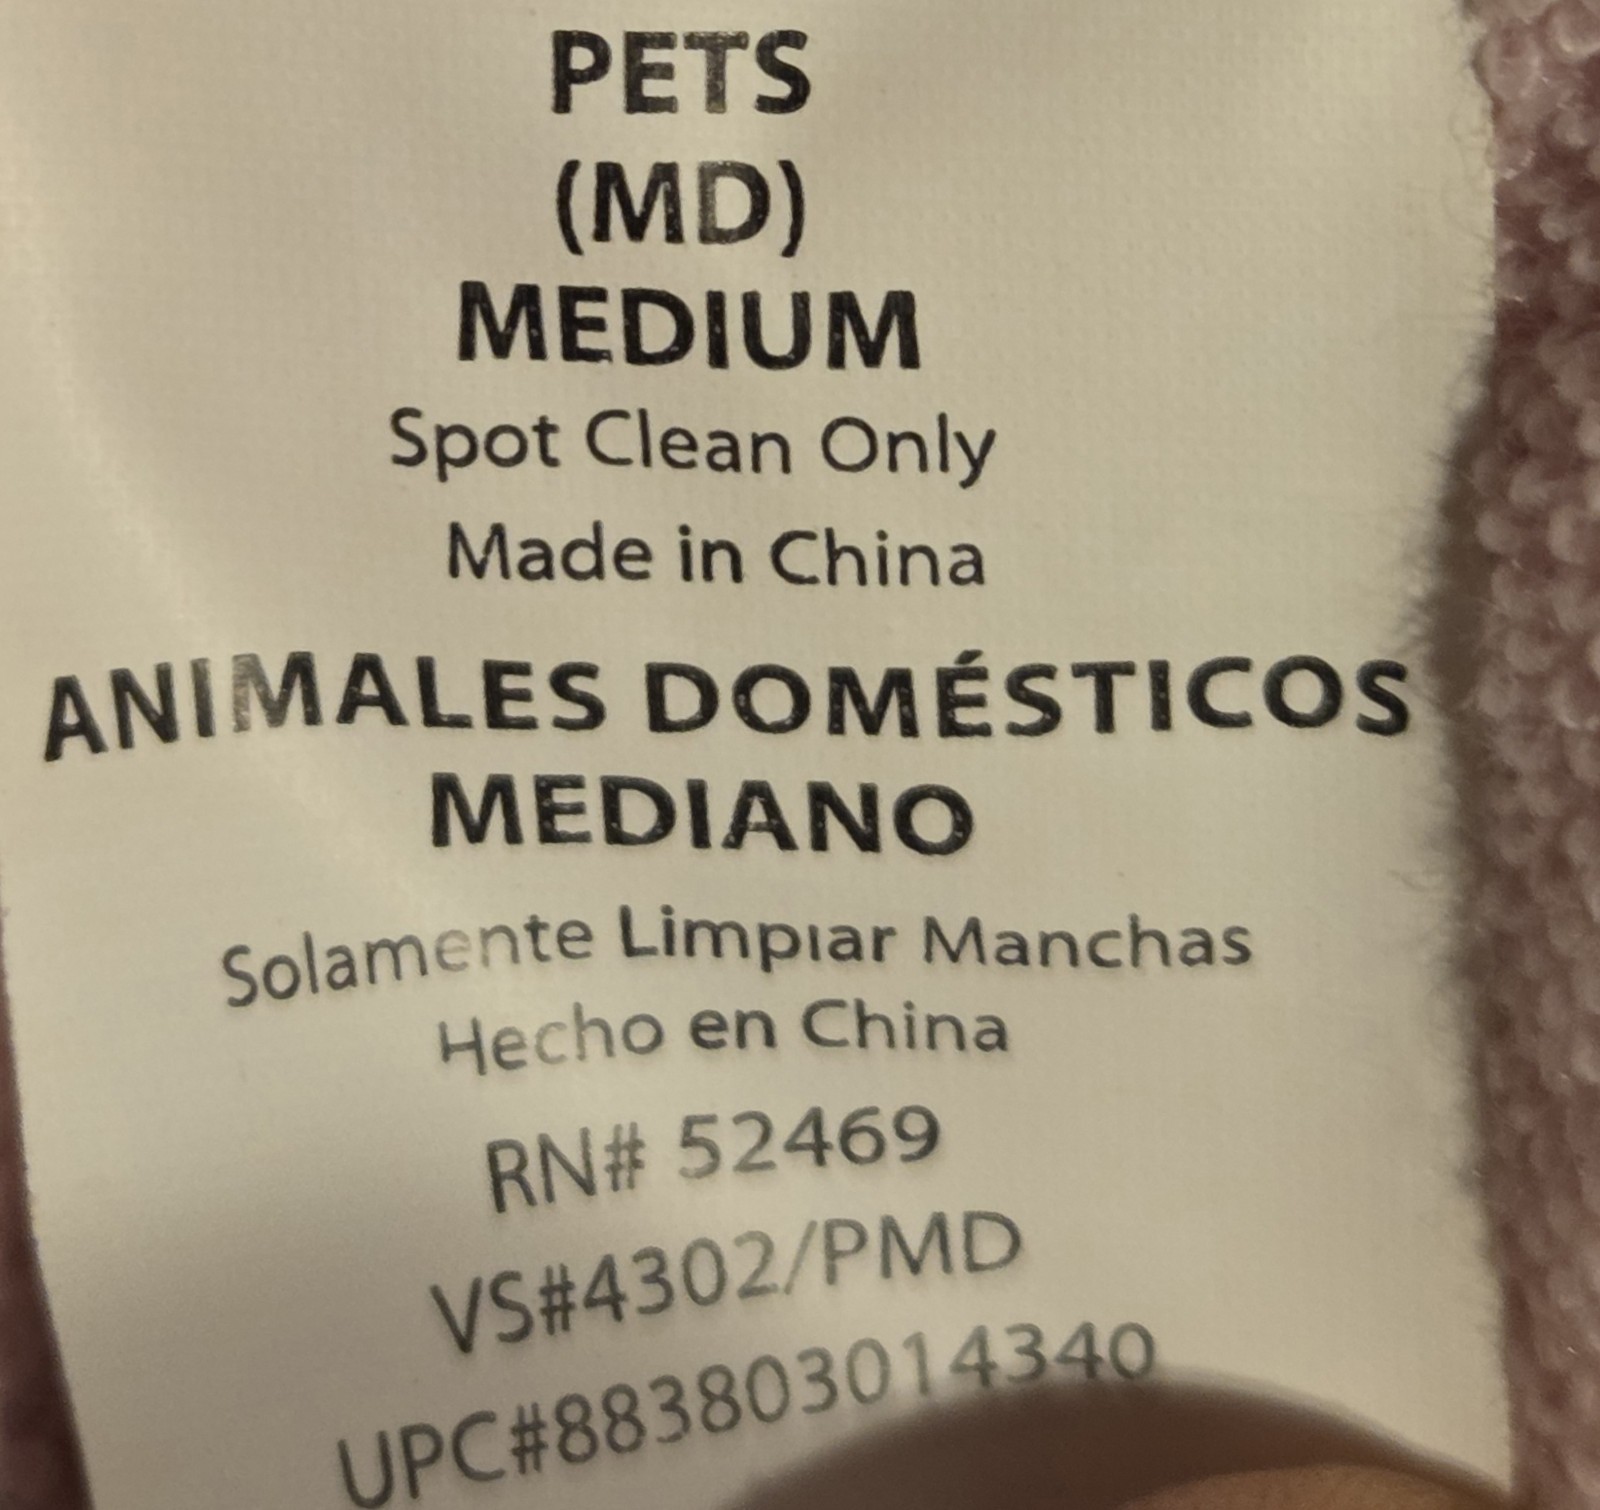 PETS
(MD)
MEDIUM
Spot Clean Only
Made in China
ANIMALES DOMÉSTICOS
MEDIANO
Solamente Limpiar Manchas
Hecho en China
RN# 52469
VS#4302/PMD
UPC#883803014340